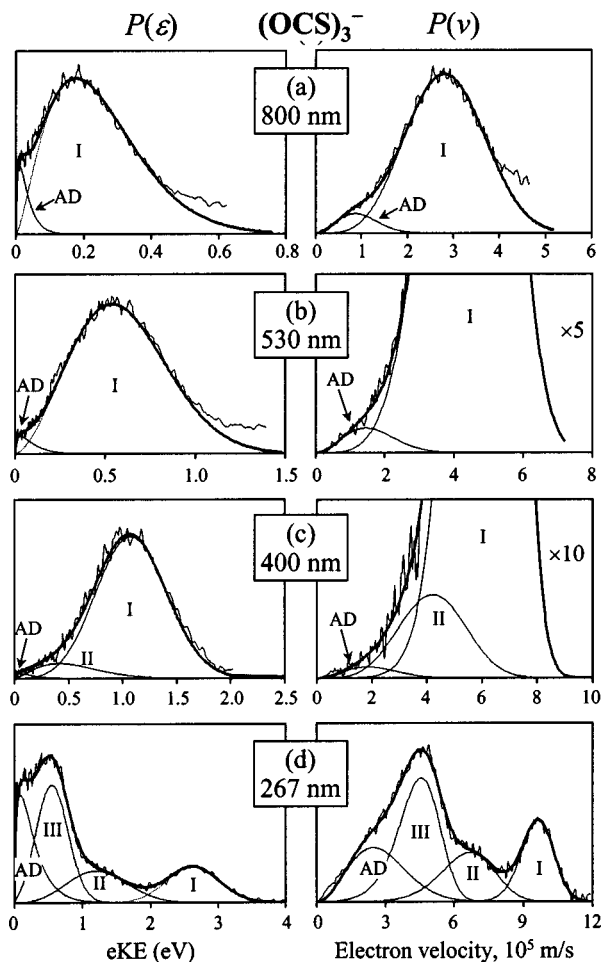 P(ε) (OCS)₃⁻ P(v)
(a)
800 nm
I
AD
0 0.2 0.4 0.6 0.8
I
AD
0 1 2 3 4 5 6
(b)
530 nm
I
AD
0.0 0.5 1.0 1.5
I
×5
AD
0 2 4 6 8
(c)
400 nm
I
AD
II
0.0 0.5 1.0 1.5 2.0 2.5
I
×10
II
AD
0 2 4 6 8 10
(d)
267 nm
III
AD
II
I
0 1 2 3 4
eKE (eV)
III
AD
II
I
0 3 6 9 12
Electron velocity, 10⁵ m/s